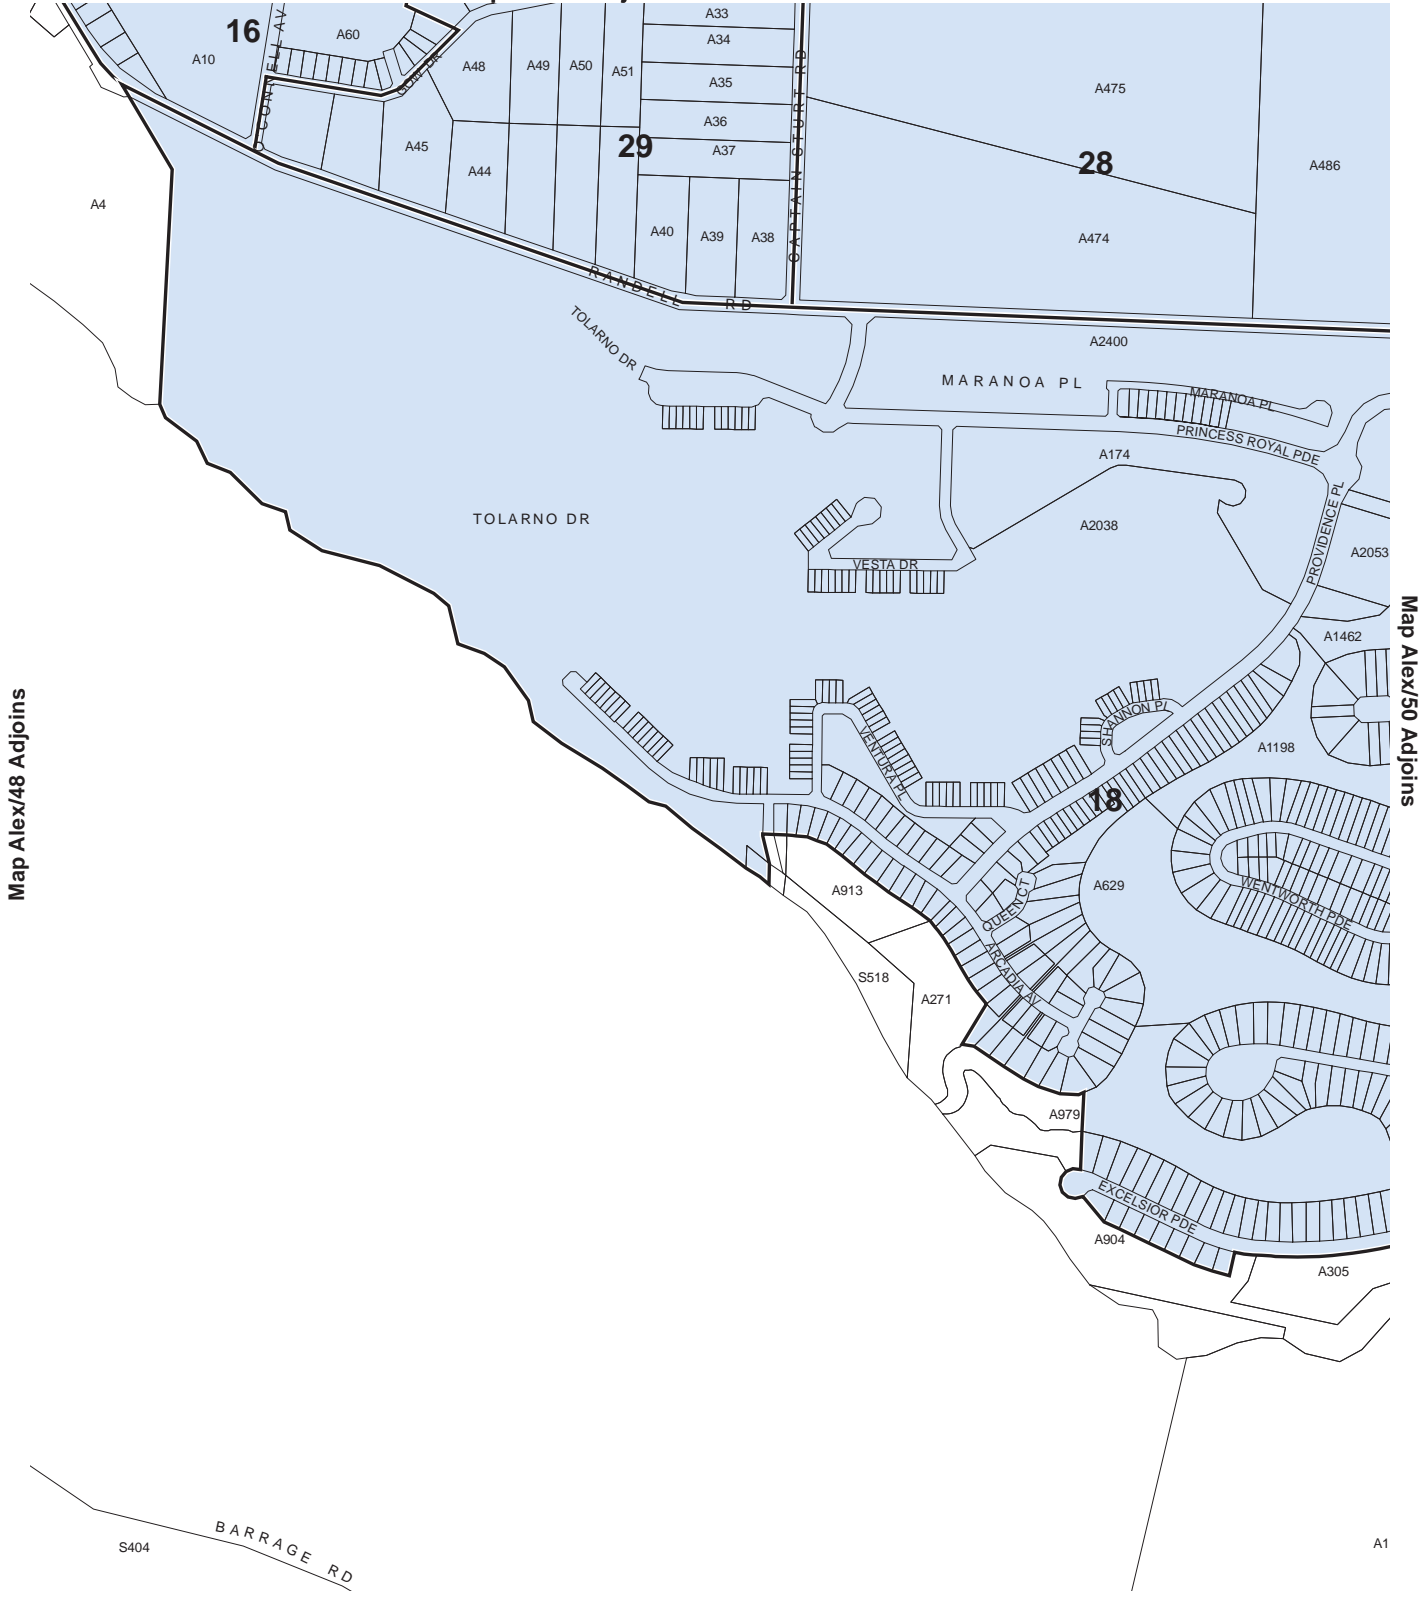 16
A60
A10
CONNELL AV
GOW DR
A48
A49
A50
A51
A33
A34
A35
A36
A37
29
A45
A44
A40
A39
A38
CAPTAIN STURT RD
A475
28
A486
A474
A4
RANDELL RD
TOLARNO DR
A2400
MARANOA PL
MARANOA PL
PRINCESS ROYAL PDE
A174
TOLARNO DR
A2038
PROVIDENCE PL
A2053
VESTA DR
A1462
Map Alex/48 Adjoins
Map Alex/50 Adjoins
SHANNON PL
VENTURA PL
A1198
18
A913
QUEEN CT
A629
WENTWORTH PDE
ARCADIA AV
S518
A271
A979
EXCELSIOR PDE
A904
A305
BARRAGE RD
S404
A1